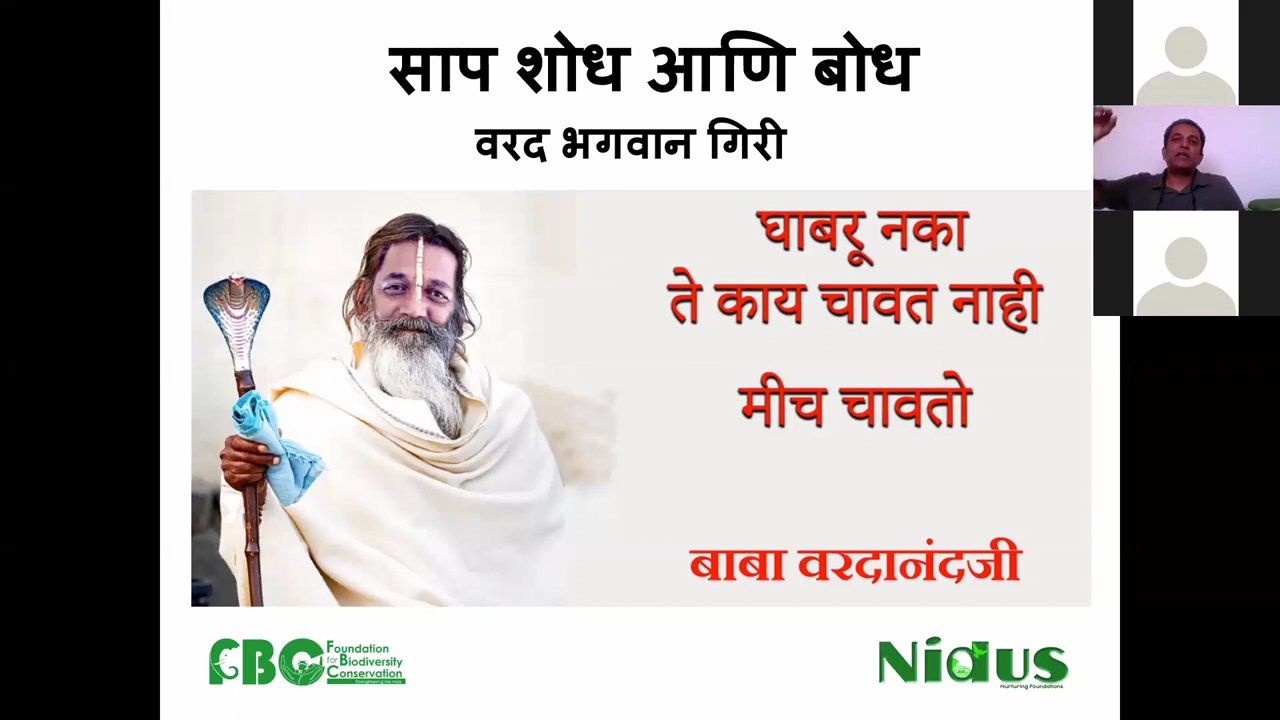 साप शोध आणि बोध
वरद भगवान गिरी
घाबरू नका
ते काय चावत नाही
मीच चावतो
बाबा वरदानंदजी
FBC
Foundation
for Biodiversity
Conservation
Nidus
Nurturing Foundations